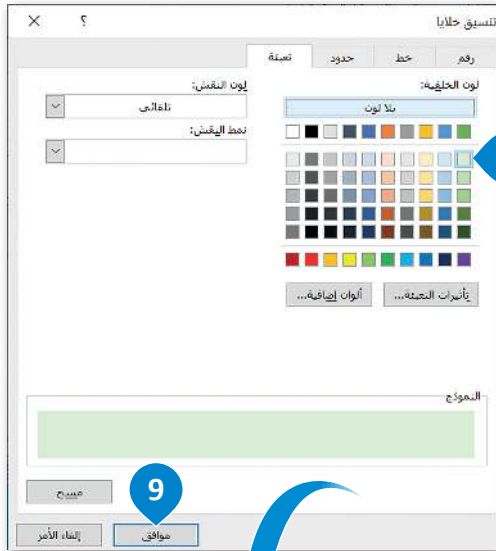 تنسيق خلايا
؟
رقم
خط
حدود
تعبئة
لون الخلفية:
بلا لون
لون النقش:
تلقائي
نمط النقش:
تأثيرات التعبئة...
ألوان إضافية...
النموذج
مسح
9
موافق
إلغاء الأمر